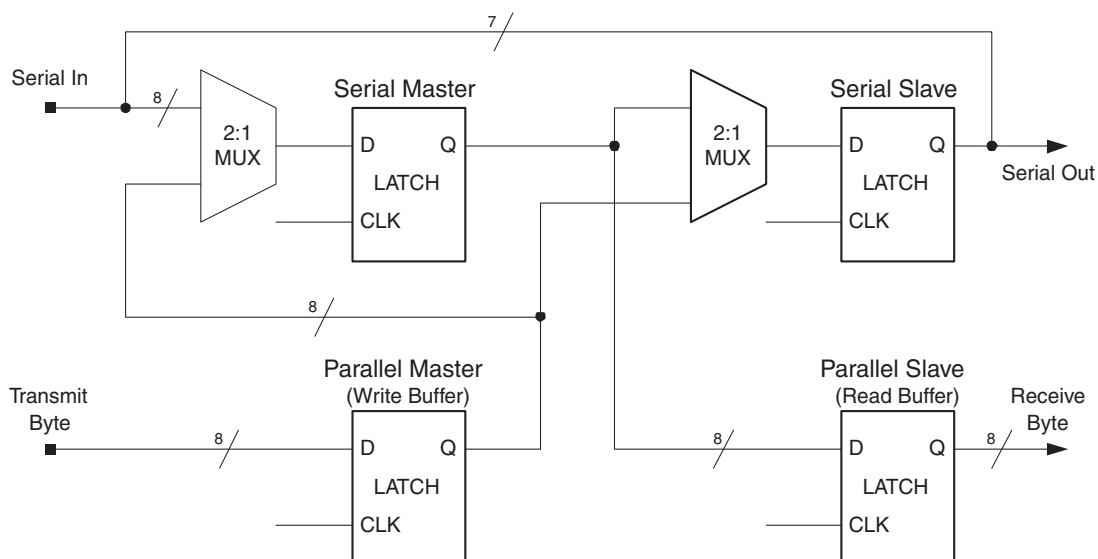 7
Serial In
8
2:1
MUX
Serial Master
D Q
LATCH
CLK
2:1
MUX
Serial Slave
D Q
LATCH
CLK
Serial Out
8
Transmit
Byte
8
Parallel Master
(Write Buffer)
D Q
LATCH
CLK
8
Parallel Slave
(Read Buffer)
D Q
LATCH
CLK
8
Receive
Byte